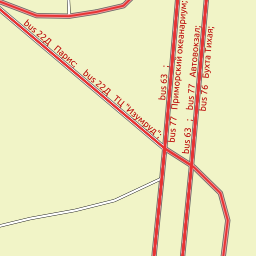 bus 22Д Парис; bus 22Д ТЦ "Изумруд";
bus 63 ;
bus 77 Приморский океанариум;
bus 63 ; bus 77 Автовокзал;
bus 76 Бухта Тихая;